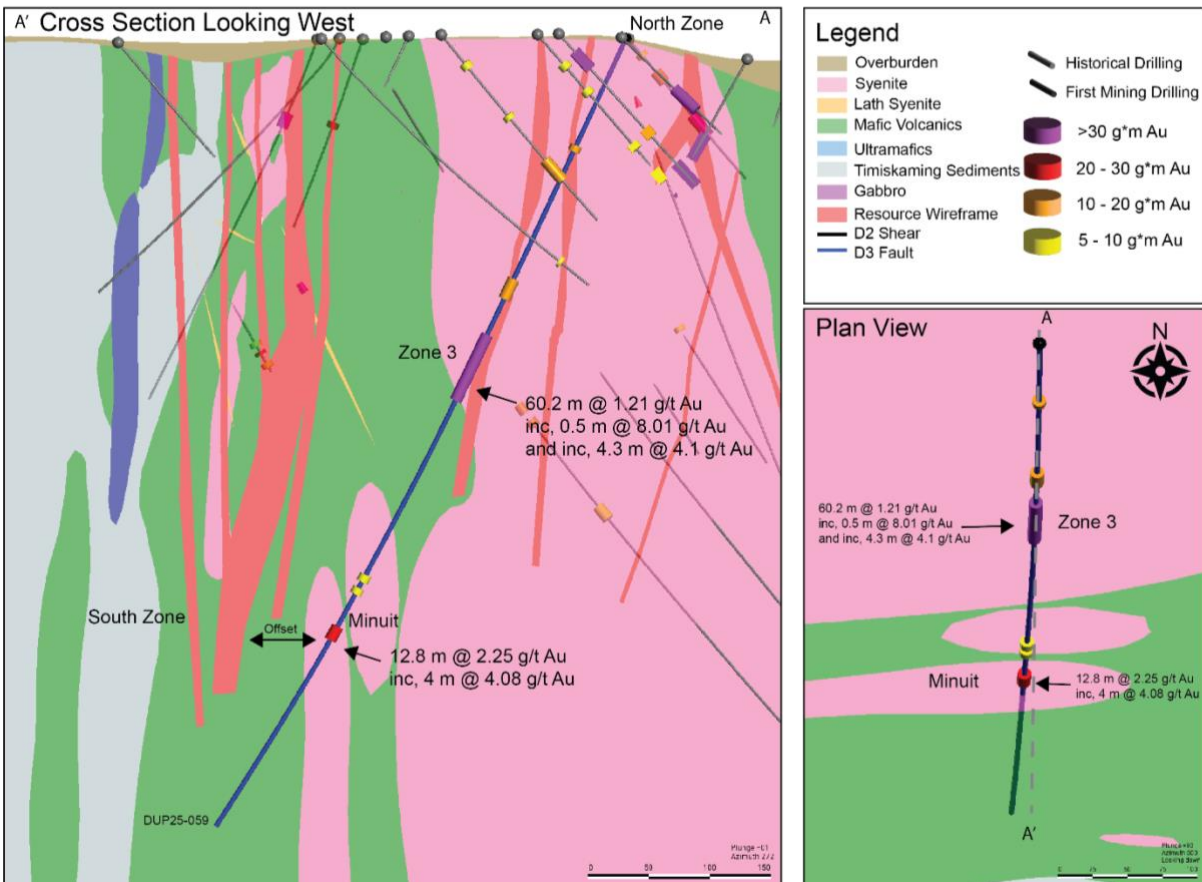 A' Cross Section Looking West
North Zone
A
Zone 3
60.2 m @ 1.21 g/t Au
inc, 0.5 m @ 8.01 g/t Au
and inc, 4.3 m @ 4.1 g/t Au
South Zone
Offset
Minuit
12.8 m @ 2.25 g/t Au
inc, 4 m @ 4.08 g/t Au
DUP25-059
Azimuth 272
0 50 100 150
Legend
Overburden
Syenite
Lath Syenite
Mafic Volcanics
Ultramafics
Timiskaming Sediments
Gabbro
Resource Wireframe
D2 Shear
D3 Fault
Historical Drilling
First Mining Drilling
>30 g*m Au
20 - 30 g*m Au
10 - 20 g*m Au
5 - 10 g*m Au
Plan View
A
N
60.2 m @ 1.21 g/t Au
inc, 0.5 m @ 8.01 g/t Au
and inc, 4.3 m @ 4.1 g/t Au
Zone 3
Minuit
12.8 m @ 2.25 g/t Au
inc, 4 m @ 4.08 g/t Au
A'
Looking down